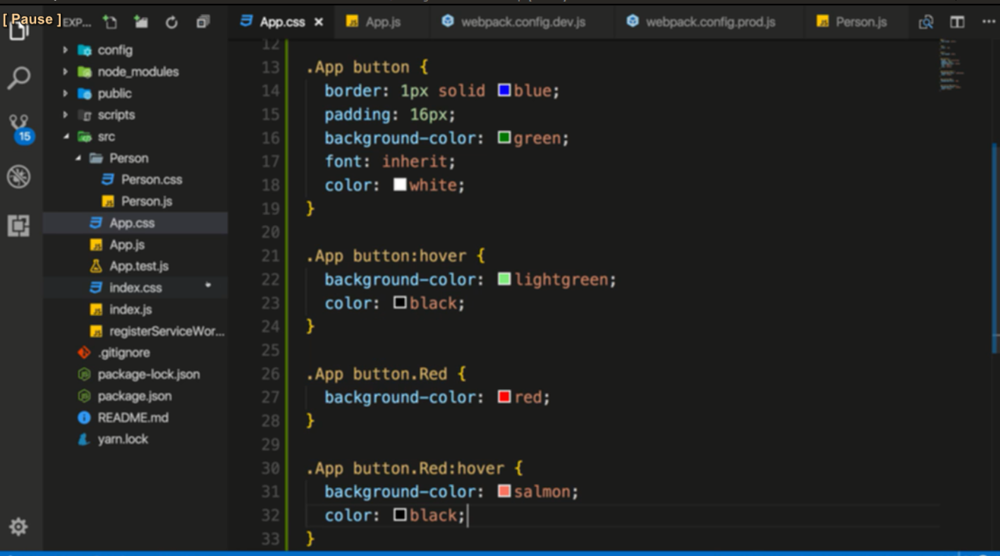 [ Pause ]
EXP...
App.css
App.js
webpack.config.dev.js
webpack.config.prod.js
Person.js
config
node_modules
public
scripts
src
Person
Person.css
Person.js
App.css
App.js
App.test.js
index.css
index.js
registerServiceWor...
.gitignore
package-lock.json
package.json
README.md
yarn.lock
15
12
13 .App button {
14 border: 1px solid blue;
15 padding: 16px;
16 background-color: green;
17 font: inherit;
18 color: white;
19 }
20
21 .App button:hover {
22 background-color: lightgreen;
23 color: black;
24 }
25
26 .App button.Red {
27 background-color: red;
28 }
29
30 .App button.Red:hover {
31 background-color: salmon;
32 color: black;
33 }